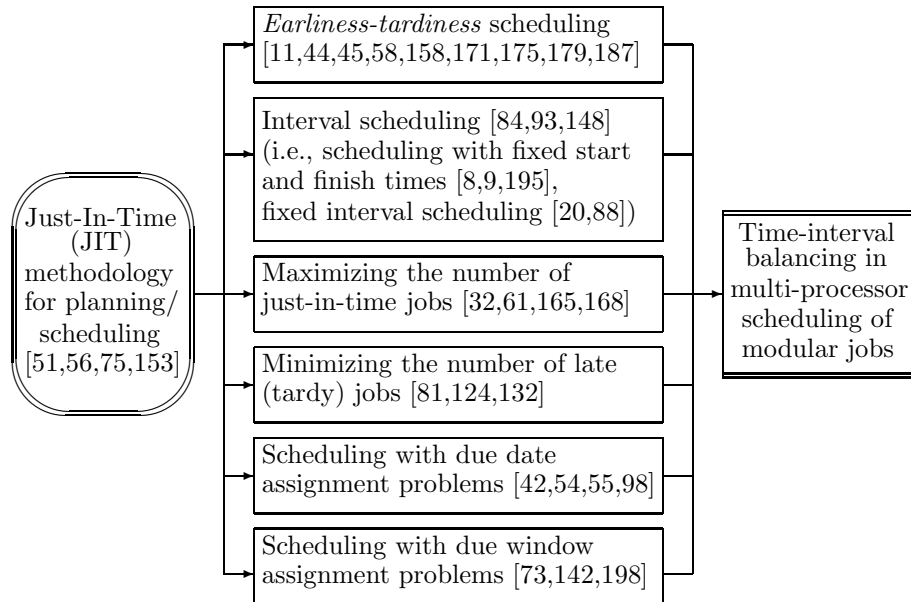 Just-In-Time
(JIT)
methodology
for planning/
scheduling
[51,56,75,153]
Earliness-tardiness scheduling
[11,44,45,58,158,171,175,179,187]
Interval scheduling [84,93,148]
(i.e., scheduling with fixed start
and finish times [8,9,195],
fixed interval scheduling [20,88])
Maximizing the number of
just-in-time jobs [32,61,165,168]
Minimizing the number of late
(tardy) jobs [81,124,132]
Scheduling with due date
assignment problems [42,54,55,98]
Scheduling with due window
assignment problems [73,142,198]
Time-interval
balancing in
multi-processor
scheduling of
modular jobs